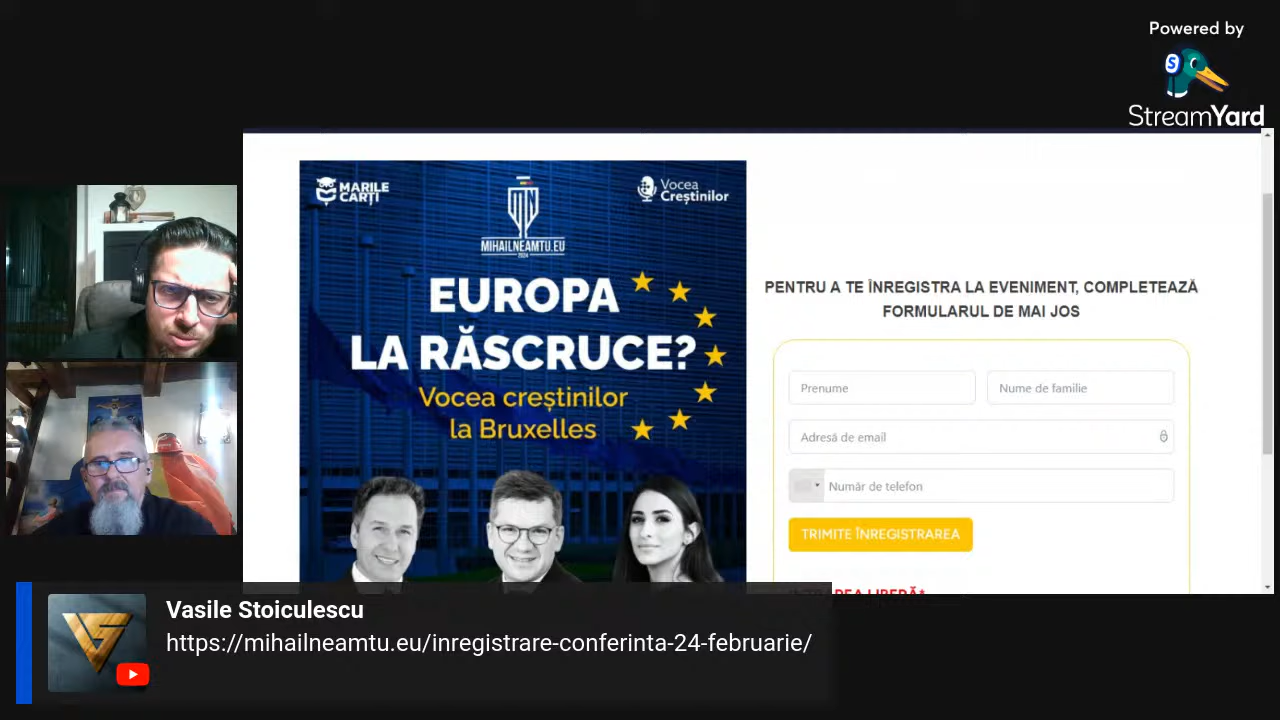 Powered by
StreamYard
MARILE
CĂRȚI
MIHAILNEAMTU.EU
2024
Vocea
Creștinilor
EUROPA
LA RĂSCRUCE?
Vocea creștinilor
la Bruxelles
PENTRU A TE ÎNREGISTRA LA EVENIMENT, COMPLETEAZĂ
FORMULARUL DE MAI JOS
Prenume
Nume de familie
Adresă de email
Număr de telefon
TRIMITE ÎNREGISTRAREA
LIBERĂ*
Vasile Stoiculescu
https://mihailneamtu.eu/inregistrare-conferinta-24-februarie/